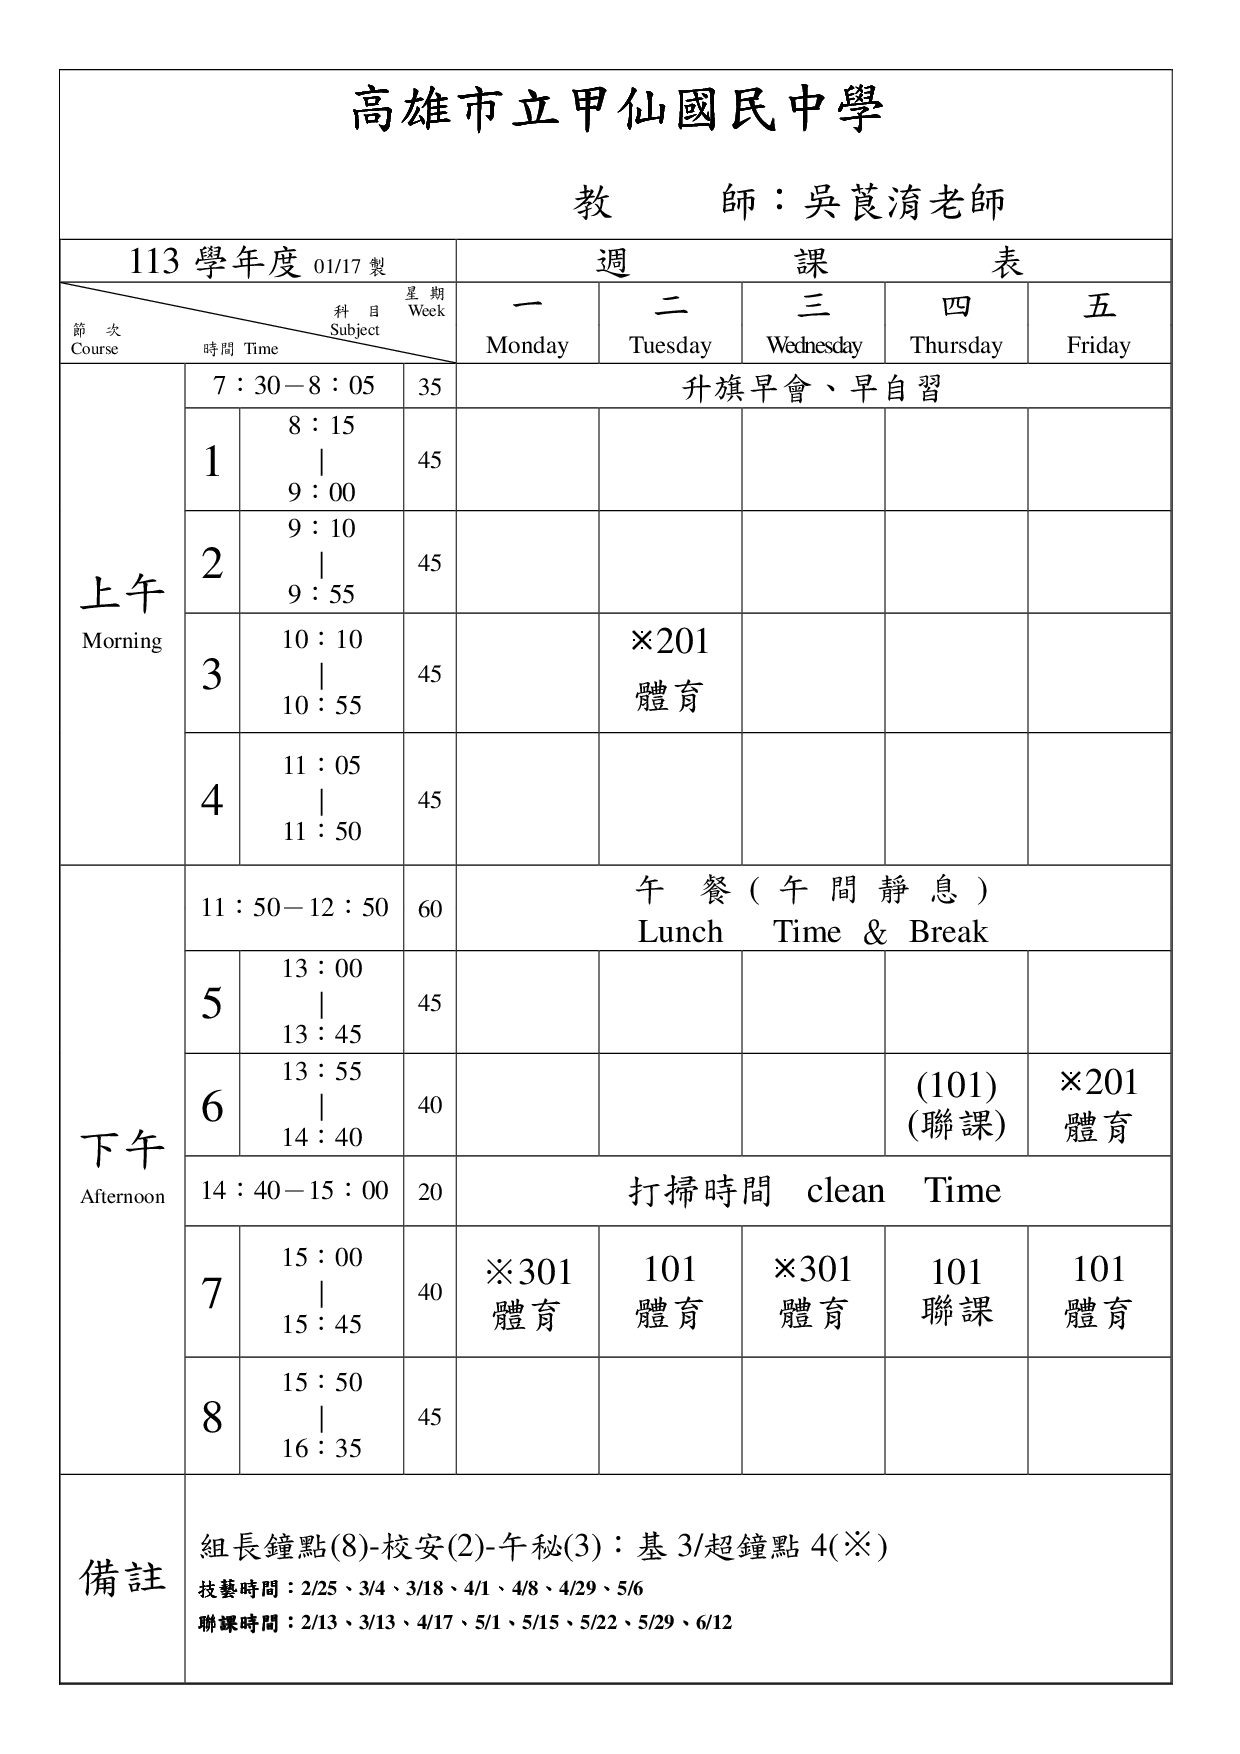 高雄市立甲仙國民中學
教　　師：吳莨淯老師
113 學年度 01/17 製
週　課　表
星 期
科 目 Week
節 次 Subject
Course 時間 Time
一 二 三 四 五
Monday Tuesday Wednesday Thursday Friday
7：30－8：05 35 升旗早會、早自習
上午
Morning
1 8：15 | 9：00 45
2 9：10 | 9：55 45
3 10：10 | 10：55 45
※201
體育
4 11：05 | 11：50 45
11：50－12：50 60
午 餐 ( 午 間 靜 息 )
Lunch Time & Break
下午
Afternoon
5 13：00 | 13：45 45
6 13：55 | 14：40 40
(101) ※201
(聯課) 體育
14：40－15：00 20 打掃時間 clean Time
7 15：00 | 15：45 40
※301 101 ※301 101 101
體育 體育 體育 聯課 體育
8 15：50 | 16：35 45
備註
組長鐘點(8)-校安(2)-午秘(3)：基 3/超鐘點 4(※)
技藝時間：2/25、3/4、3/18、4/1、4/8、4/29、5/6
聯課時間：2/13、3/13、4/17、5/1、5/15、5/22、5/29、6/12